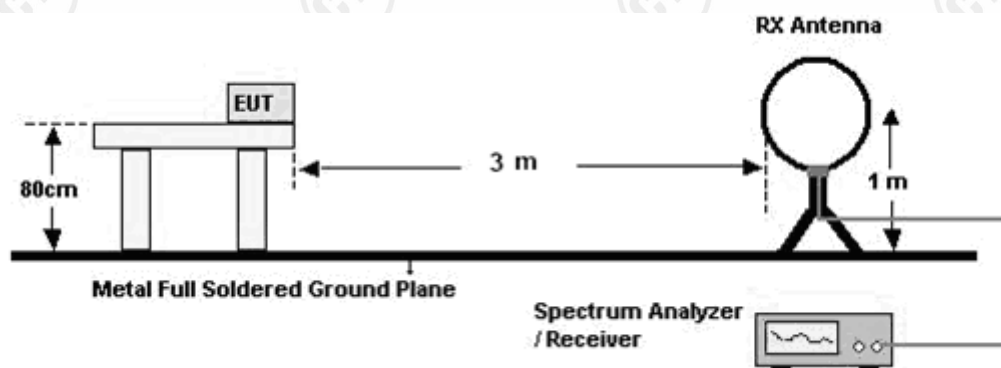 RX Antenna
EUT
80cm
3 m
1 m
Metal Full Soldered Ground Plane
Spectrum Analyzer
/ Receiver